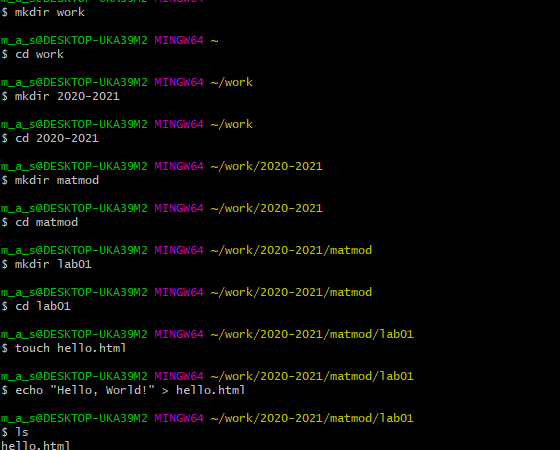 $ mkdir work
m_a_s@DESKTOP-UKA39M2 MINGW64 ~
$ cd work
m_a_s@DESKTOP-UKA39M2 MINGW64 ~/work
$ mkdir 2020-2021
m_a_s@DESKTOP-UKA39M2 MINGW64 ~/work
$ cd 2020-2021
m_a_s@DESKTOP-UKA39M2 MINGW64 ~/work/2020-2021
$ mkdir matmod
m_a_s@DESKTOP-UKA39M2 MINGW64 ~/work/2020-2021
$ cd matmod
m_a_s@DESKTOP-UKA39M2 MINGW64 ~/work/2020-2021/matmod
$ mkdir lab01
m_a_s@DESKTOP-UKA39M2 MINGW64 ~/work/2020-2021/matmod
$ cd lab01
m_a_s@DESKTOP-UKA39M2 MINGW64 ~/work/2020-2021/matmod/lab01
$ touch hello.html
m_a_s@DESKTOP-UKA39M2 MINGW64 ~/work/2020-2021/matmod/lab01
$ echo "Hello, World!" > hello.html
m_a_s@DESKTOP-UKA39M2 MINGW64 ~/work/2020-2021/matmod/lab01
$ ls
hello.html